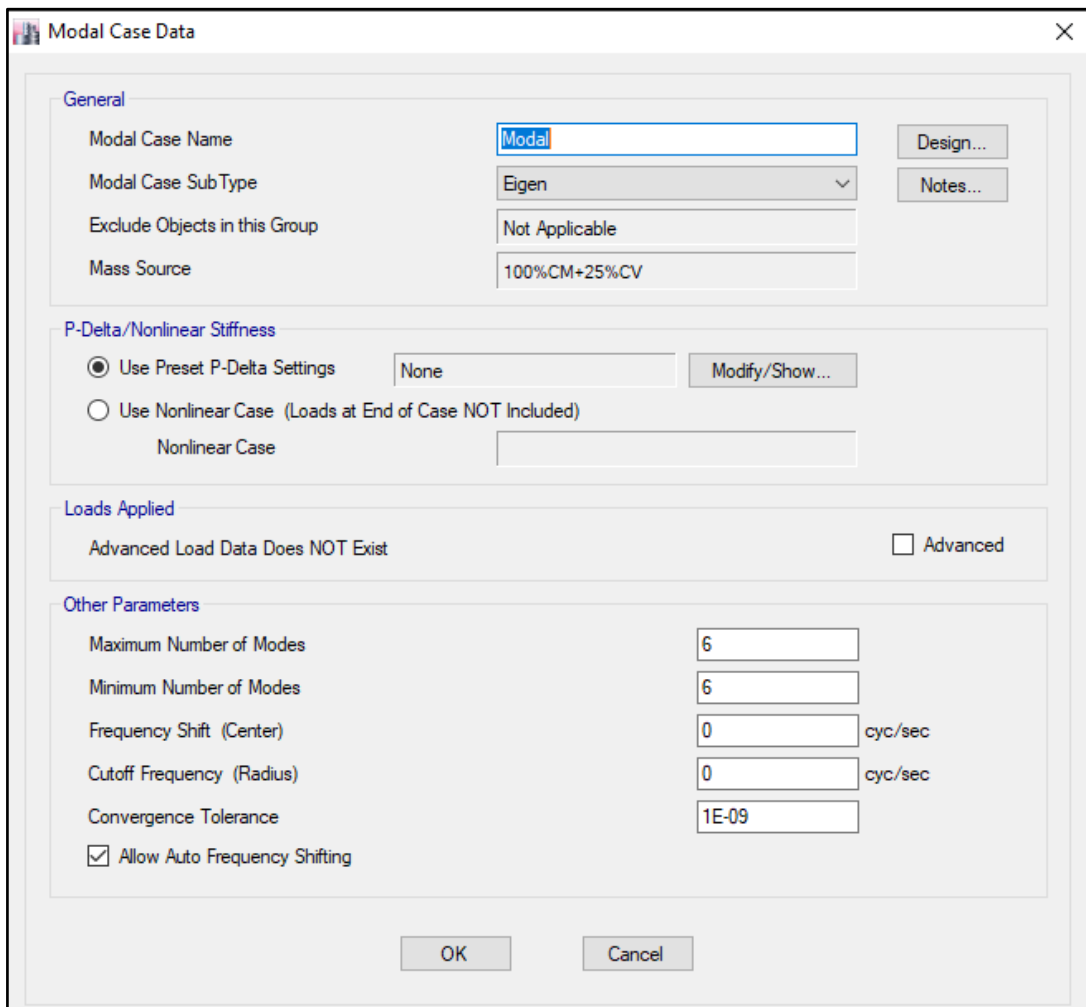 Modal Case Data
General
Modal Case Name Modal Design...
Modal Case SubType Eigen Notes...
Exclude Objects in this Group Not Applicable
Mass Source 100%CM+25%CV
P-Delta/Nonlinear Stiffness
Use Preset P-Delta Settings None Modify/Show...
Use Nonlinear Case (Loads at End of Case NOT Included)
Nonlinear Case
Loads Applied
Advanced Load Data Does NOT Exist Advanced
Other Parameters
Maximum Number of Modes 6
Minimum Number of Modes 6
Frequency Shift (Center) 0 cyc/sec
Cutoff Frequency (Radius) 0 cyc/sec
Convergence Tolerance 1E-09
Allow Auto Frequency Shifting
OK Cancel